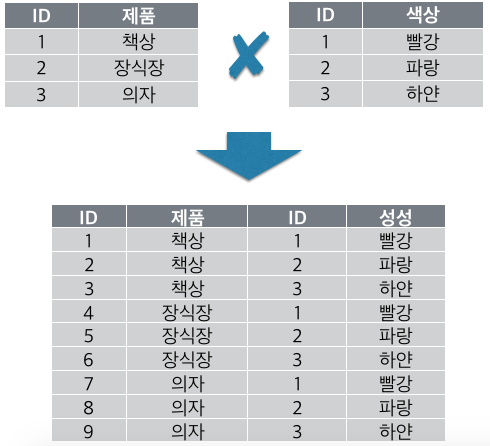 ID 제품
1 책상
2 장식장
3 의자
ID 색상
1 빨강
2 파랑
3 하얀
ID 제품 ID 성성
1 책상 1 빨강
2 책상 2 파랑
3 책상 3 하얀
4 장식장 1 빨강
5 장식장 2 파랑
6 장식장 3 하얀
7 의자 1 빨강
8 의자 2 파랑
9 의자 3 하얀